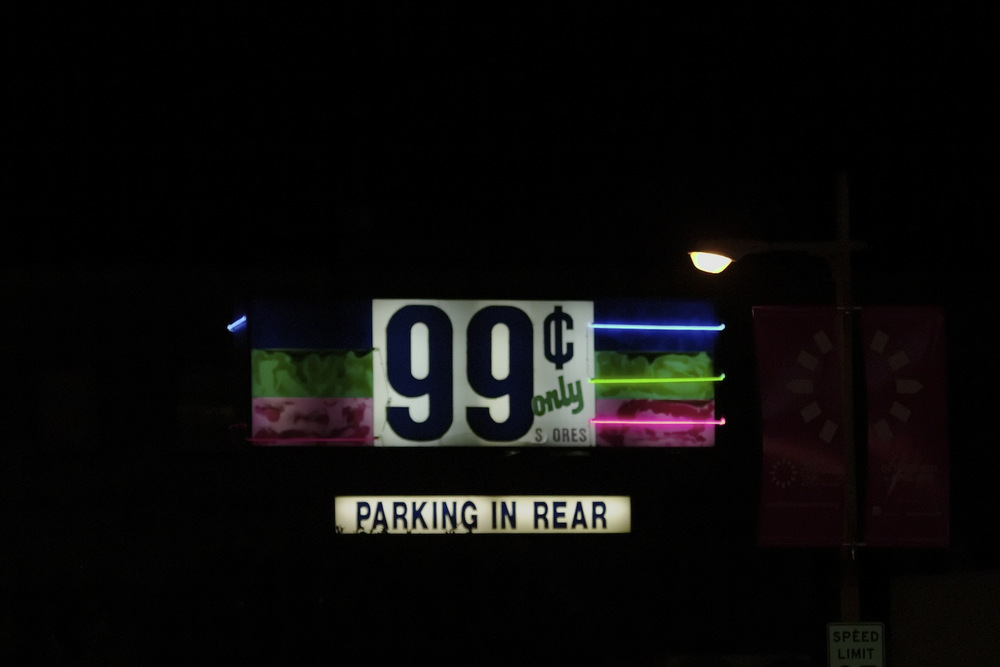 99¢
only
S ORES
PARKING IN REAR
SPEED
LIMIT